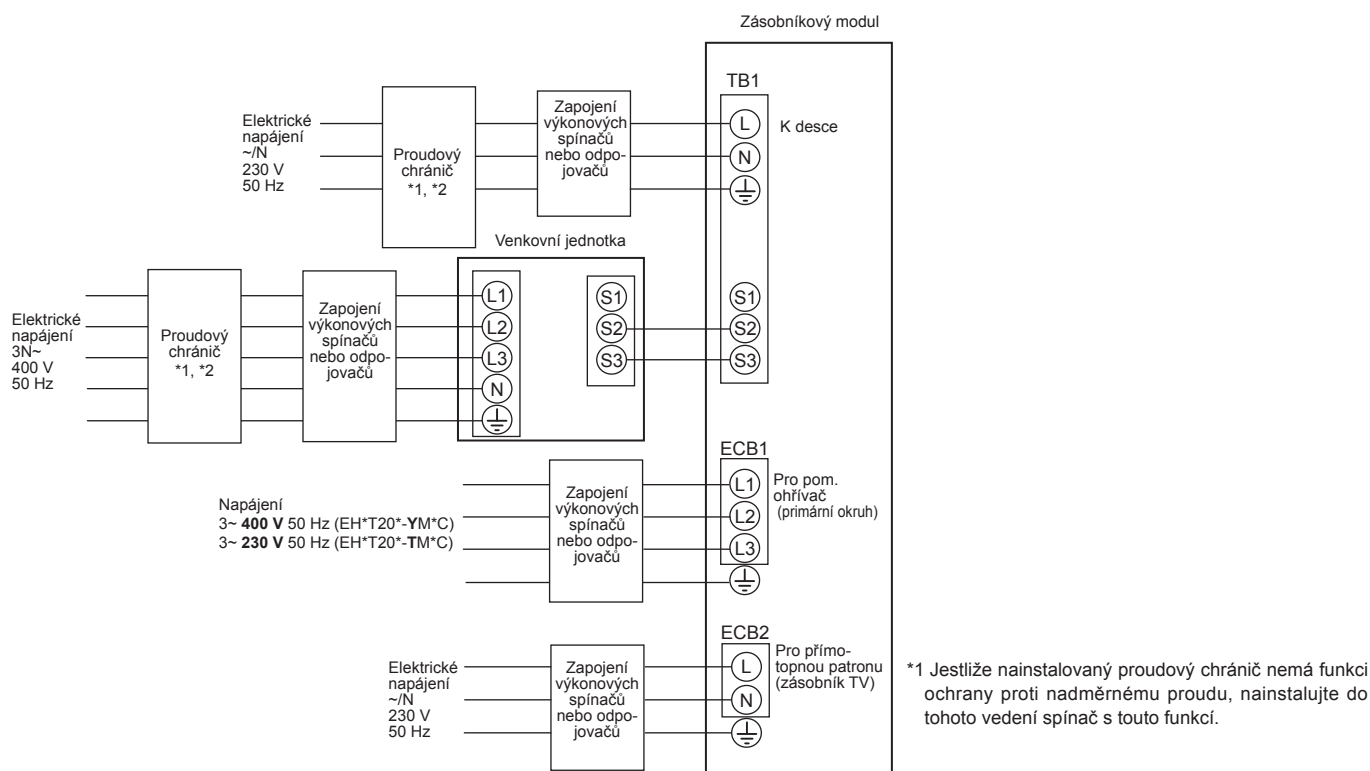 Zásobníkový modul
TB1
Elektrické
napájení
~/N
230 V
50 Hz
Proudový
chránič
*1, *2
Zapojení
výkonových
spínačů
nebo odpo-
jovačů
L
N
K desce
Venkovní jednotka
Elektrické
napájení
3N~
400 V
50 Hz
Proudový
chránič
*1, *2
Zapojení
výkonových
spínačů
nebo odpo-
jovačů
L1
L2
L3
N
S1
S2
S3
S1
S2
S3
ECB1
Napájení
3~ 400 V 50 Hz (EH*T20*-YM*C)
3~ 230 V 50 Hz (EH*T20*-TM*C)
Zapojení
výkonových
spínačů
nebo odpo-
jovačů
L1
L2
L3
Pro pom.
ohřívač
(primární okruh)
ECB2
Elektrické
napájení
~/N
230 V
50 Hz
Zapojení
výkonových
spínačů
nebo odpo-
jovačů
L
N
Pro přímo-
topnou patronu
(zásobník TV)
*1 Jestliže nainstalovaný proudový chránič nemá funkci
ochrany proti nadměrnému proudu, nainstalujte do
tohoto vedení spínač s touto funkcí.